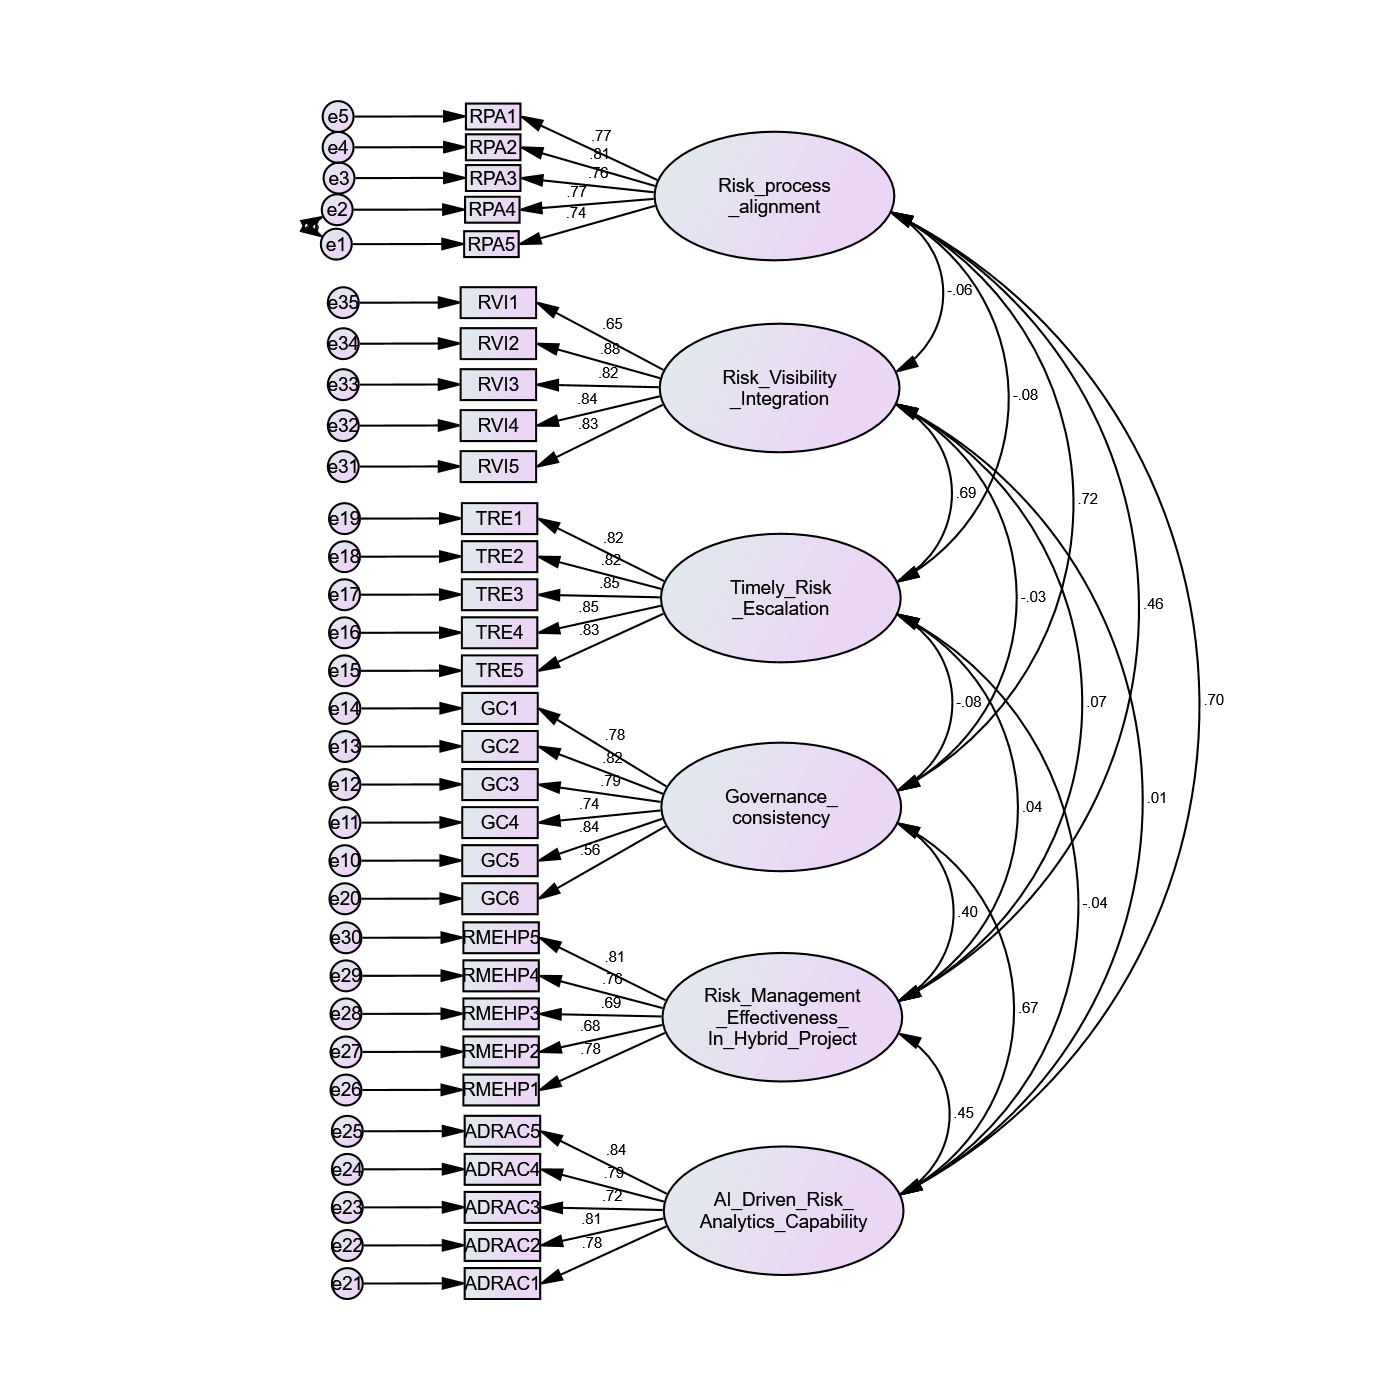 e5 RPA1 .77
e4 RPA2 .81
e3 RPA3 .76
e2 RPA4 .77
e1 RPA5 .74
Risk_process
_alignment
e35 RVI1 .65
e34 RVI2 .88
e33 RVI3 .82
e32 RVI4 .84
e31 RVI5 .83
Risk_Visibility
_Integration
e19 TRE1 .82
e18 TRE2 .82
e17 TRE3 .85
e16 TRE4 .85
e15 TRE5 .83
Timely_Risk
_Escalation
e14 GC1 .78
e13 GC2 .82
e12 GC3 .79
e11 GC4 .74
e10 GC5 .84
e20 GC6 .56
Governance_
consistency
e30 RMEHP5 .81
e29 RMEHP4 .76
e28 RMEHP3 .69
e27 RMEHP2 .68
e26 RMEHP1 .78
Risk_Management
_Effectiveness_
In_Hybrid_Project
e25 ADRAC5 .84
e24 ADRAC4 .79
e23 ADRAC3 .72
e22 ADRAC2 .81
e21 ADRAC1 .78
AI_Driven_Risk_
Analytics_Capability
-.06
-.08
.69
.72
-.03
.46
-.08
.07
.70
.04
.01
.40
-.04
.67
.45